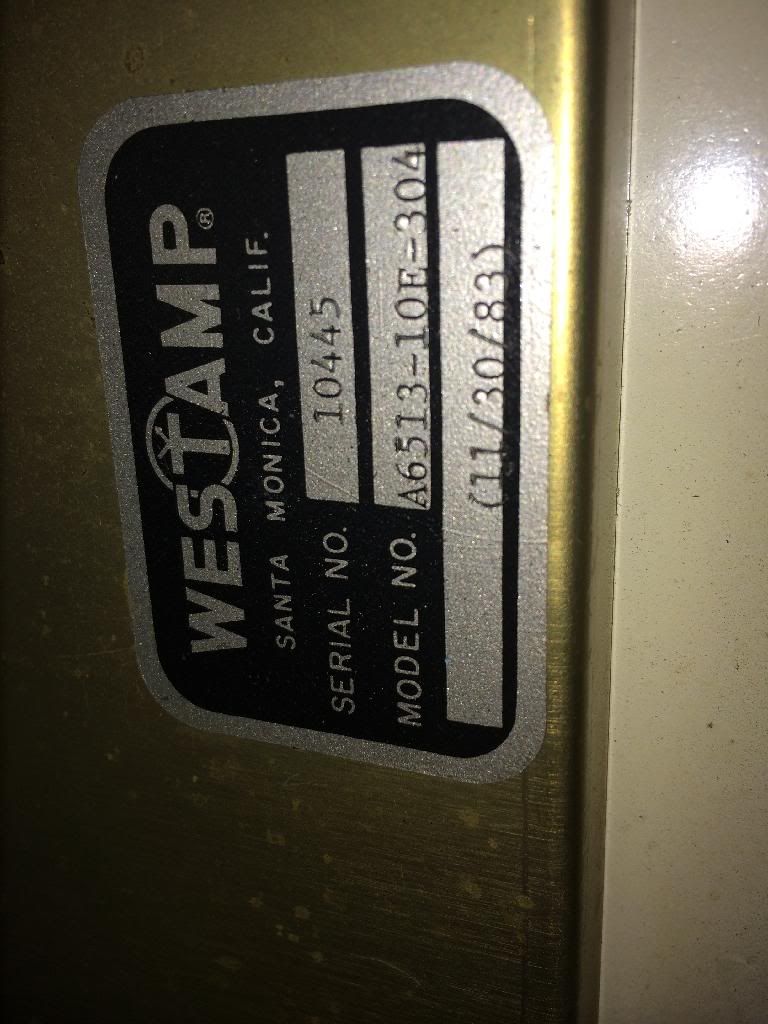 WESTAMP®
SANTA MONICA, CALIF.
SERIAL NO. 10445
MODEL NO. A6513-10E-304
(11/30/83)